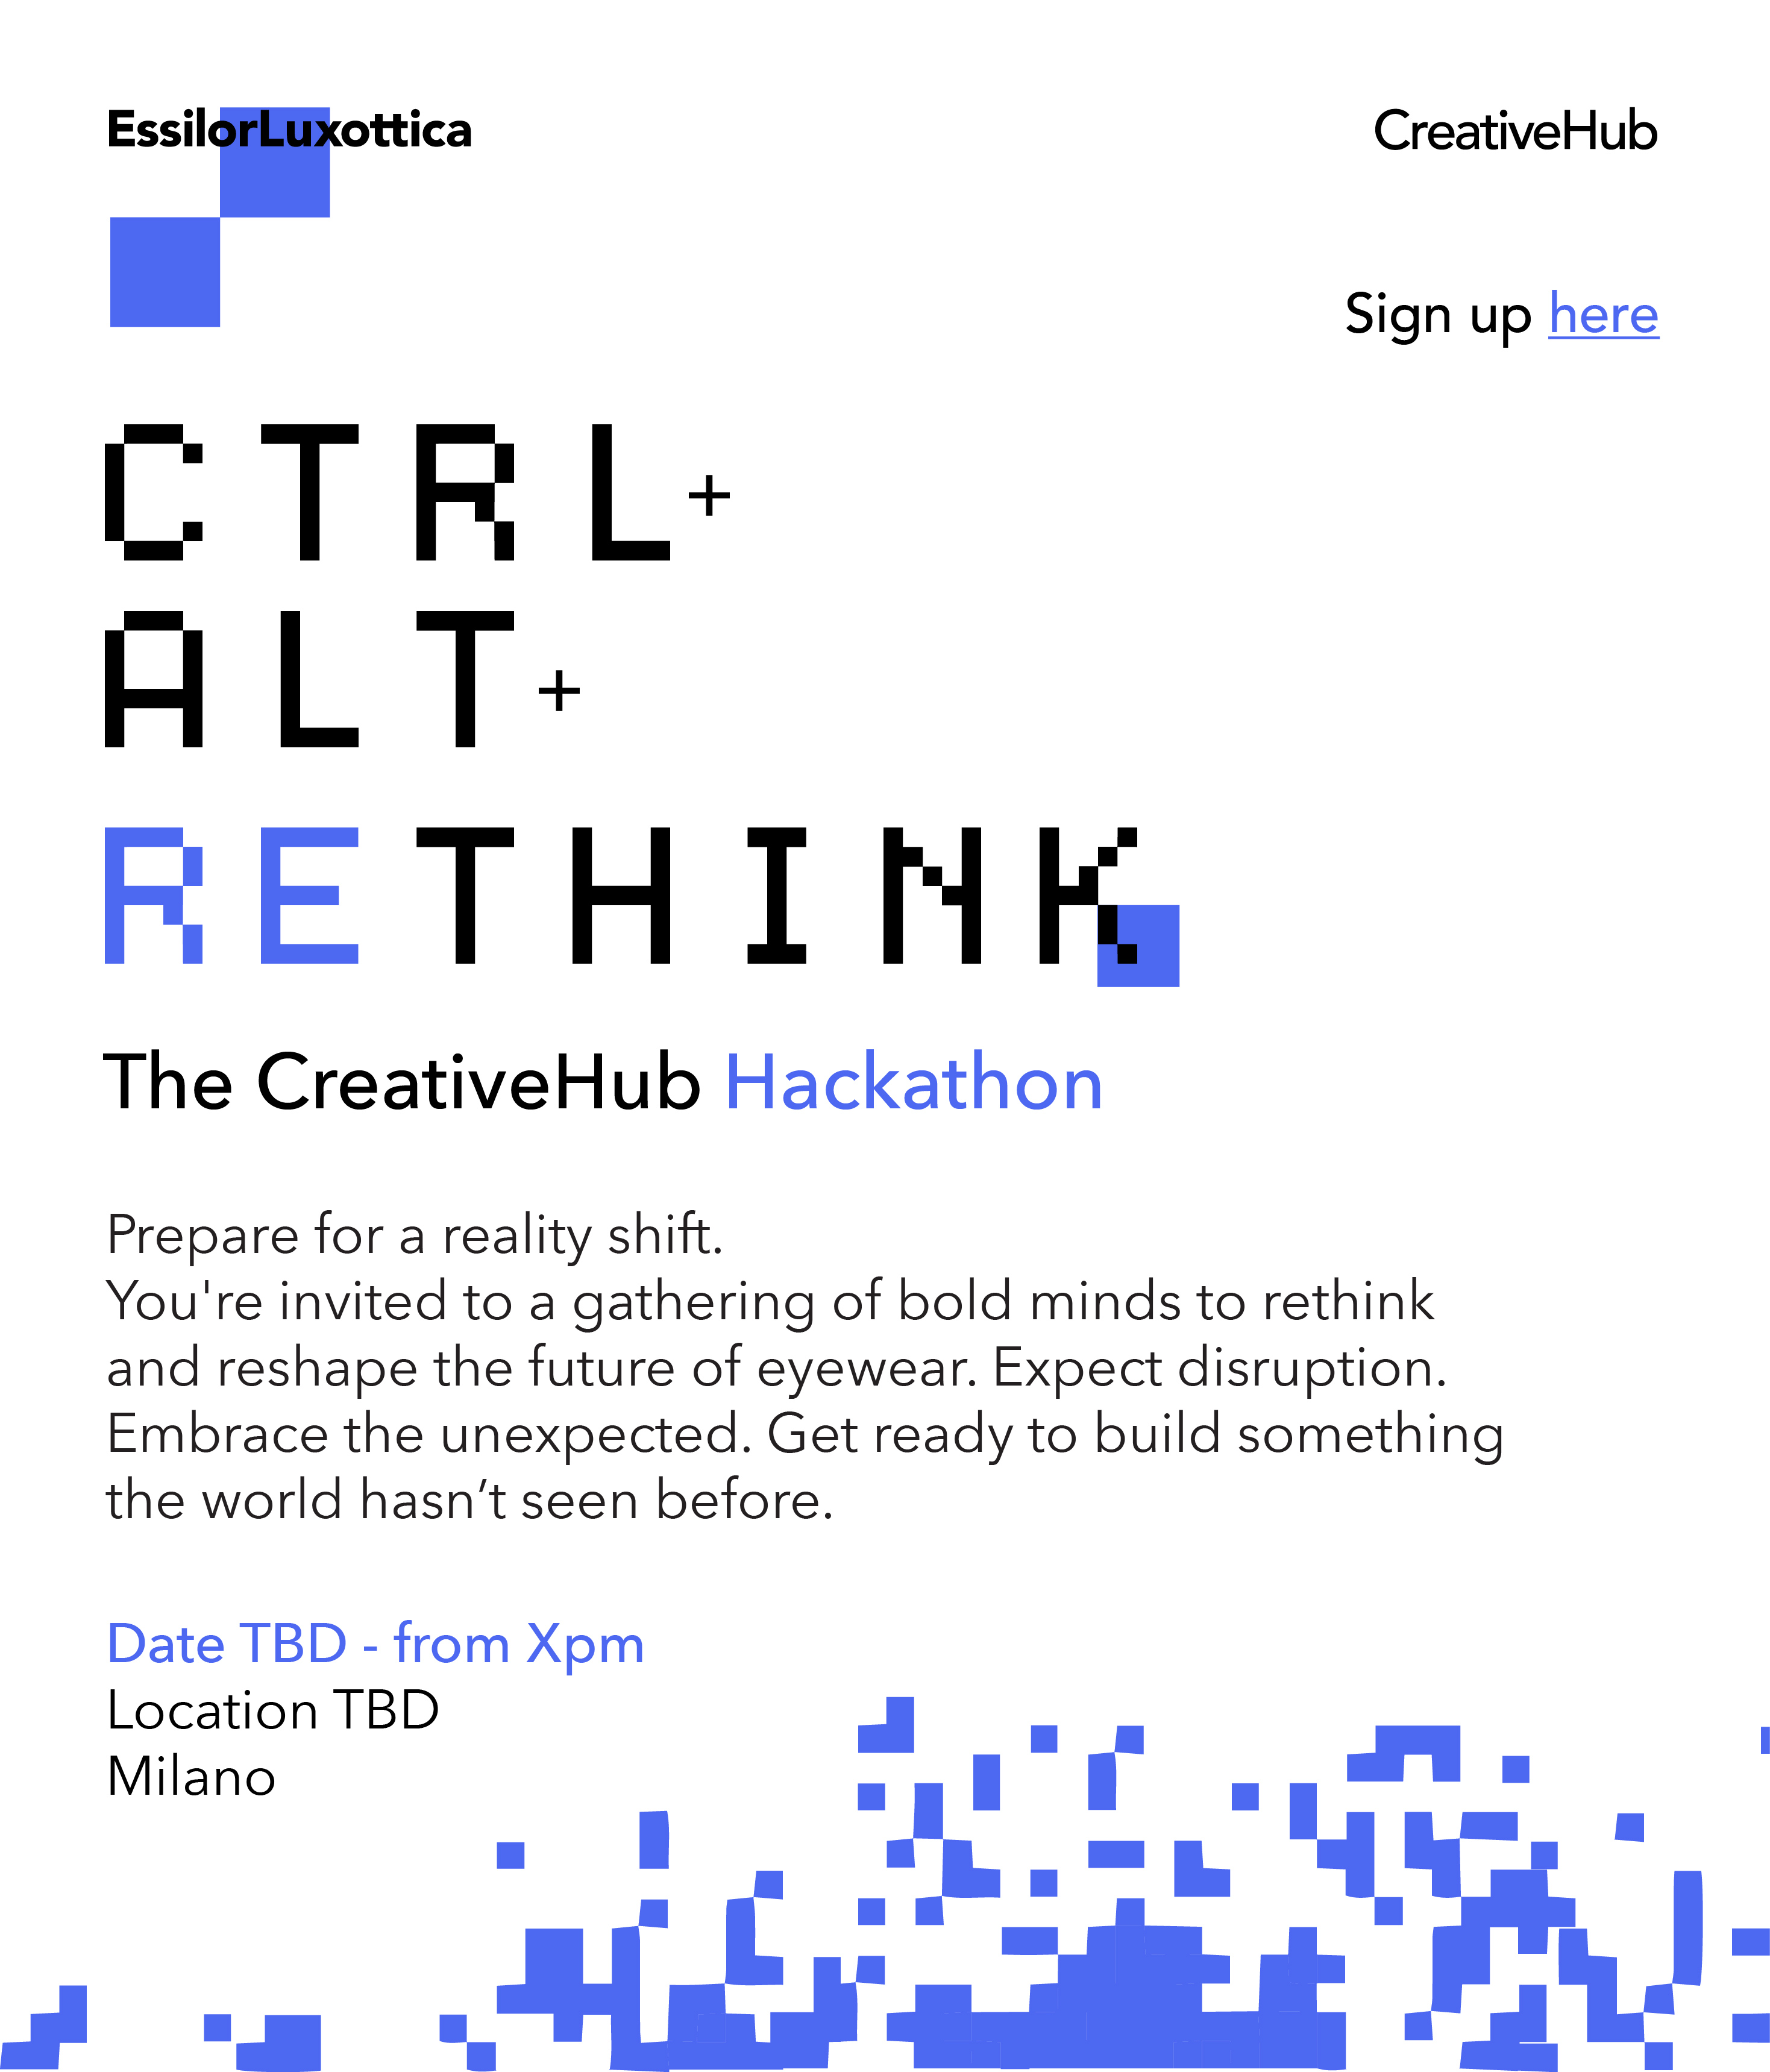 EssilorLuxottica
CreativeHub
Sign up here
CTRL+
ALT+
RETHINK
The CreativeHub Hackathon
Prepare for a reality shift.
You're invited to a gathering of bold minds to rethink
and reshape the future of eyewear. Expect disruption.
Embrace the unexpected. Get ready to build something
the world hasn’t seen before.
Date TBD - from Xpm
Location TBD
Milano